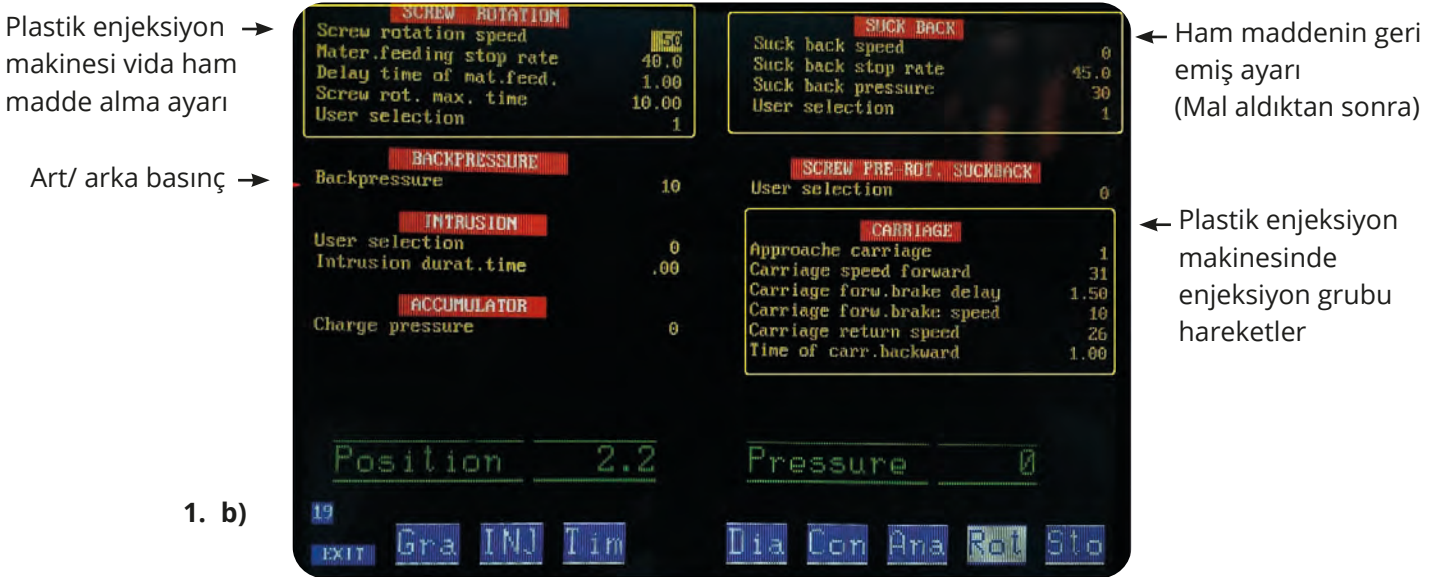 Plastik enjeksiyon
makinesi vida ham
madde alma ayarı
Art/ arka basınç
1. b)
SCREW ROTATION
Screw rotation speed 50
Mater.feeding stop rate 40.0
Delay time of mat.feed. 1.00
Screw rot. max. time 10.00
User selection 1
BACKPRESSURE
Backpressure 10
INTRUSION
User selection 0
Intrusion durat.time .00
ACCUMULATOR
Charge pressure 0
SUCK BACK
Suck back speed 0
Suck back stop rate 45.0
Suck back pressure 30
User selection 1
SCREW PRE-ROT. SUCKBACK
User selection 0
CARRIAGE
Approache carriage 1
Carriage speed forward 31
Carriage forw.brake delay 1.50
Carriage forw.brake speed 10
Carriage return speed 26
Time of carr.backward 1.00
Position 2.2
Pressure 0
19
EXIT Gra INJ Tim Dia Con Ana Rot Sto
Ham maddenin geri
emiş ayarı
(Mal aldıktan sonra)
Plastik enjeksiyon
makinesinde
enjeksiyon grubu
hareketler